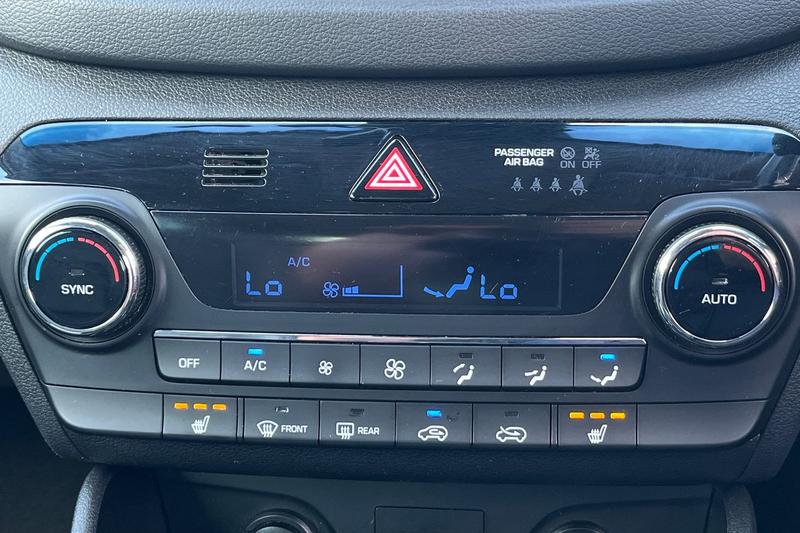 PASSENGER
AIR BAG
ON OFF
A/C
Lo
Lo
SYNC
AUTO
OFF
A/C
FRONT
REAR